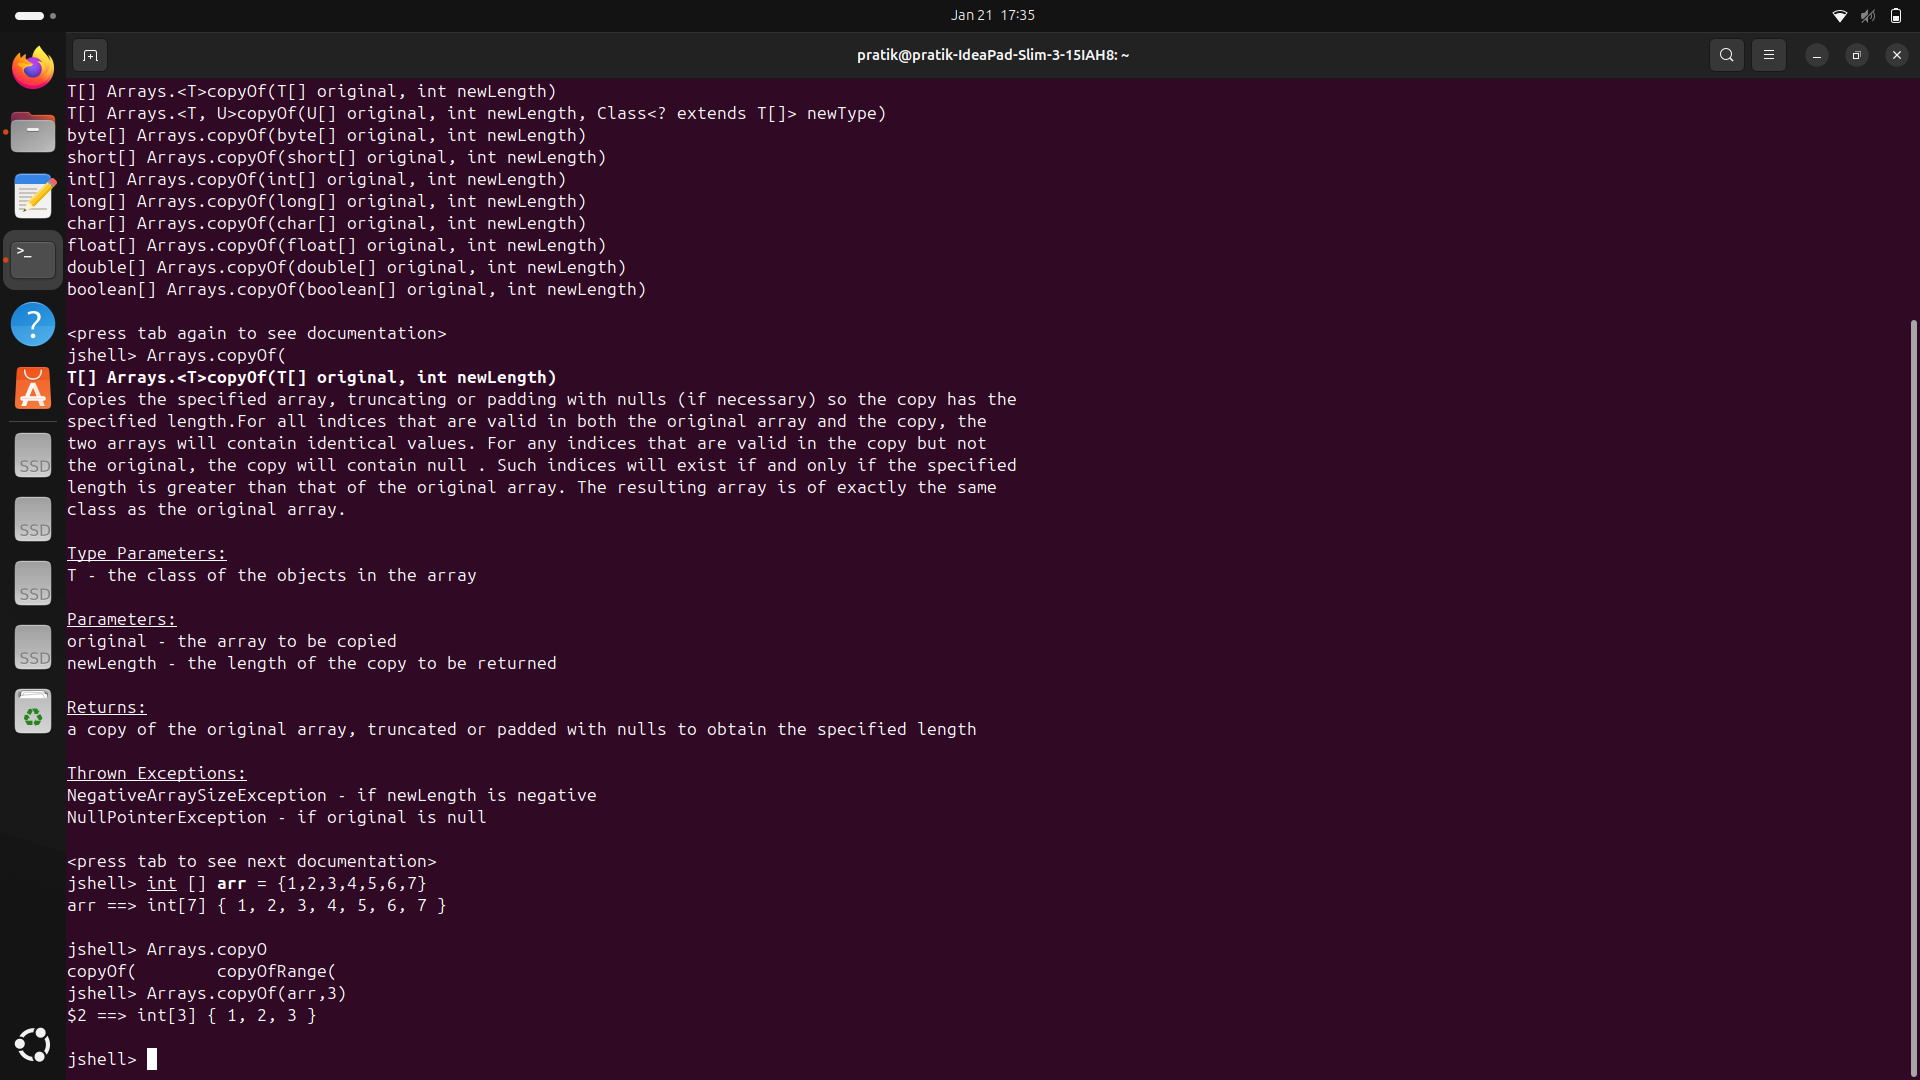 Jan 21 17:35
pratik@pratik-IdeaPad-Slim-3-15IAH8: ~
T[] Arrays.<T>copyOf(T[] original, int newLength)
T[] Arrays.<T, U>copyOf(U[] original, int newLength, Class<? extends T[]> newType)
byte[] Arrays.copyOf(byte[] original, int newLength)
short[] Arrays.copyOf(short[] original, int newLength)
int[] Arrays.copyOf(int[] original, int newLength)
long[] Arrays.copyOf(long[] original, int newLength)
char[] Arrays.copyOf(char[] original, int newLength)
float[] Arrays.copyOf(float[] original, int newLength)
double[] Arrays.copyOf(double[] original, int newLength)
boolean[] Arrays.copyOf(boolean[] original, int newLength)

<press tab again to see documentation>
jshell> Arrays.copyOf(
T[] Arrays.<T>copyOf(T[] original, int newLength)
Copies the specified array, truncating or padding with nulls (if necessary) so the copy has the
specified length.For all indices that are valid in both the original array and the copy, the
two arrays will contain identical values. For any indices that are valid in the copy but not
the original, the copy will contain null . Such indices will exist if and only if the specified
length is greater than that of the original array. The resulting array is of exactly the same
class as the original array.

Type Parameters:
T - the class of the objects in the array

Parameters:
original - the array to be copied
newLength - the length of the copy to be returned

Returns:
a copy of the original array, truncated or padded with nulls to obtain the specified length

Thrown Exceptions:
NegativeArraySizeException - if newLength is negative
NullPointerException - if original is null

<press tab to see next documentation>
jshell> int [] arr = {1,2,3,4,5,6,7}
arr ==> int[7] { 1, 2, 3, 4, 5, 6, 7 }

jshell> Arrays.copyO
copyOf(        copyOfRange(
jshell> Arrays.copyOf(arr,3)
$2 ==> int[3] { 1, 2, 3 }

jshell>
SSD
SSD
SSD
SSD